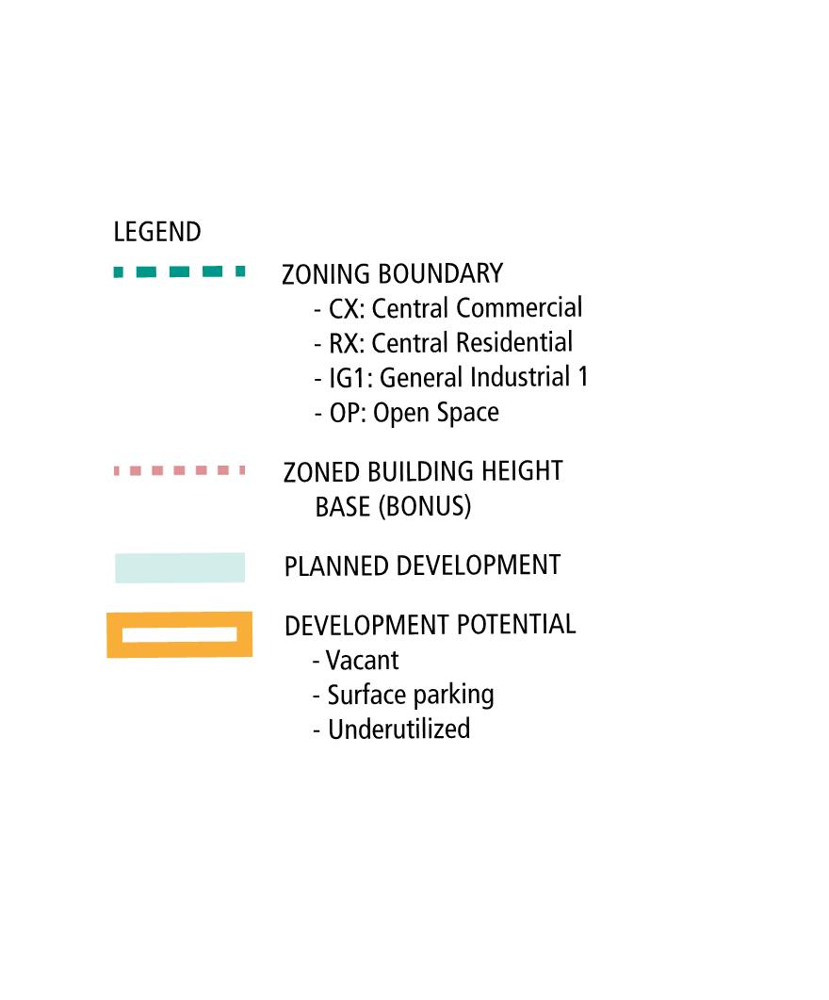 LEGEND
ZONING BOUNDARY
- CX: Central Commercial
- RX: Central Residential
- IG1: General Industrial 1
- OP: Open Space
ZONED BUILDING HEIGHT
BASE (BONUS)
PLANNED DEVELOPMENT
DEVELOPMENT POTENTIAL
- Vacant
- Surface parking
- Underutilized